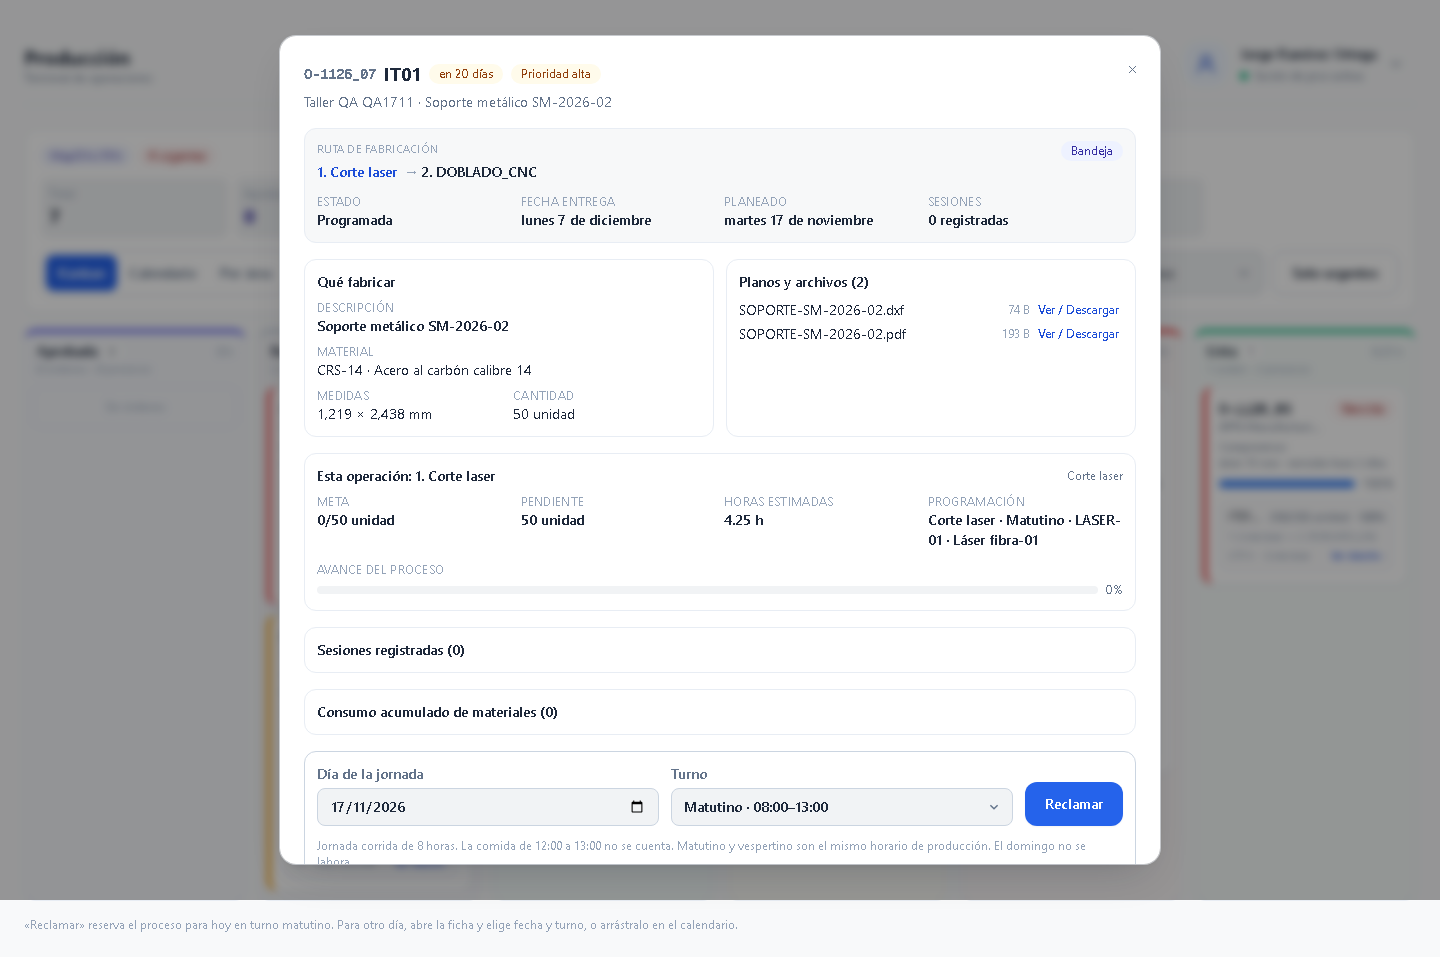 Producción
O-1126_07 IT01 en 20 días Prioridad alta
×
Taller QA QA1711 · Soporte metálico SM-2026-02
RUTA DE FABRICACIÓN
Bandeja
1. Corte laser → 2. DOBLADO_CNC
ESTADO FECHA ENTREGA PLANEADO SESIONES
Programada lunes 7 de diciembre martes 17 de noviembre 0 registradas
Qué fabricar
DESCRIPCIÓN
Soporte metálico SM-2026-02
MATERIAL
CRS-14 · Acero al carbón calibre 14
MEDIDAS CANTIDAD
1,219 × 2,438 mm 50 unidad
Planos y archivos (2)
SOPORTE-SM-2026-02.dxf 74 B Ver / Descargar
SOPORTE-SM-2026-02.pdf 193 B Ver / Descargar
Esta operación: 1. Corte laser Corte laser
META PENDIENTE HORAS ESTIMADAS PROGRAMACIÓN
0/50 unidad 50 unidad 4.25 h Corte laser · Matutino · LASER-
01 · Láser fibra-01
AVANCE DEL PROCESO
0%
Sesiones registradas (0)
Consumo acumulado de materiales (0)
Día de la jornada Turno
17/11/2026 Matutino · 08:00–13:00 Reclamar
Jornada corrida de 8 horas. La comida de 12:00 a 13:00 no se cuenta. Matutino y vespertino son el mismo horario de producción. El domingo no se
labora.
«Reclamar» reserva el proceso para hoy en turno matutino. Para otro día, abre la ficha y elige fecha y turno, o arrástralo en el calendario.